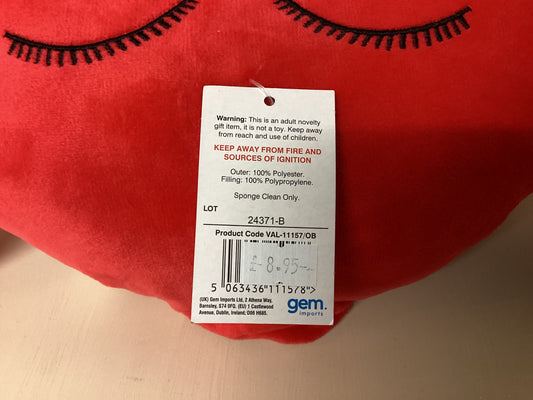 Warning: This is an adult novelty
gift item, it is not a toy. Keep away
from reach and use of children.
KEEP AWAY FROM FIRE AND
SOURCES OF IGNITION
Outer: 100% Polyester.
Filling: 100% Polypropylene.
Sponge Clean Only.
LOT
24371-B
Product Code VAL-11157/OB
£-8.95-
5 063436 111578 >
(UK) Gem Imports Ltd, 2 Athena Way,
Barnsley, S74 0FG. (EU) 1 Castlewood
Avenue, Dublin, Ireland; D06 H685.
gem.
imports